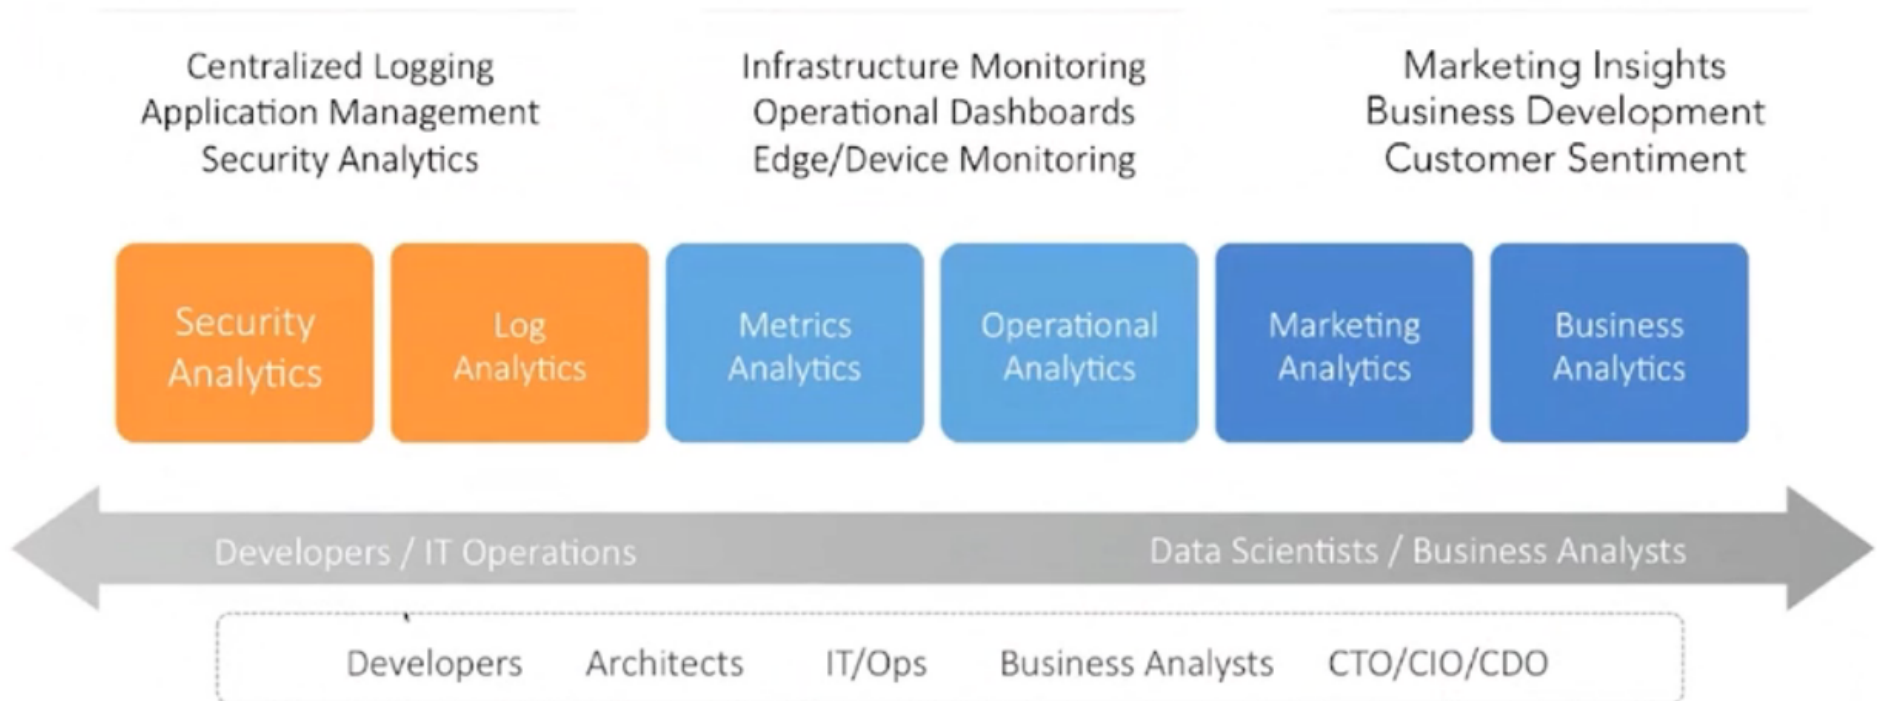 Centralized Logging
Application Management
Security Analytics
Infrastructure Monitoring
Operational Dashboards
Edge/Device Monitoring
Marketing Insights
Business Development
Customer Sentiment
Security
Analytics
Log
Analytics
Metrics
Analytics
Operational
Analytics
Marketing
Analytics
Business
Analytics
Developers / IT Operations
Data Scientists / Business Analysts
Developers Architects IT/Ops Business Analysts CTO/CIO/CDO